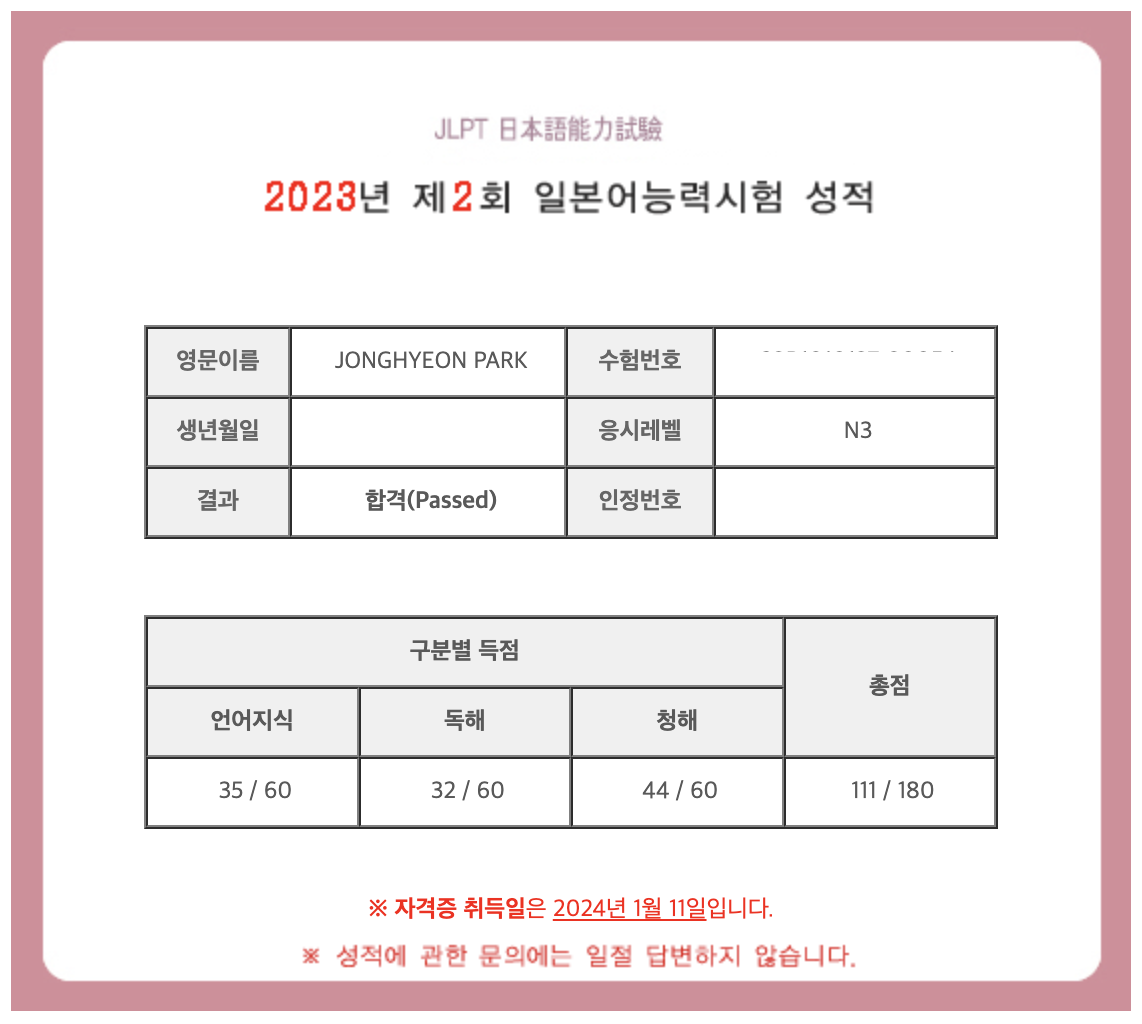 JLPT 日本語能力試驗
2023년 제2회 일본어능력시험 성적
영문이름 JONGHYEON PARK 수험번호
생년월일 응시레벨 N3
결과 합격(Passed) 인정번호
구분별 득점 총점
언어지식 독해 청해
35 / 60 32 / 60 44 / 60 111 / 180
※ 자격증 취득일은 2024년 1월 11일입니다.
※ 성적에 관한 문의에는 일절 답변하지 않습니다.